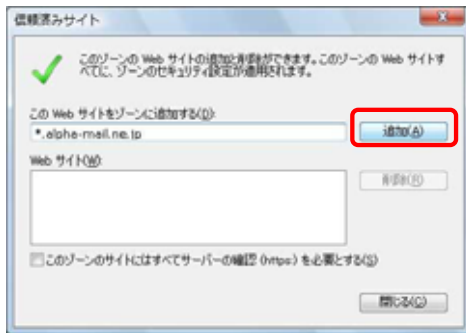 信頼済みサイト
このゾーンの Web サイトの追加と削除ができます。このゾーンの Web サイトす
べてに、ゾーンのセキュリティ設定が適用されます。
この Web サイトをゾーンに追加する(D):
*.alpha-mail.ne.jp
追加(A)
Web サイト(W):
削除(R)
このゾーンのサイトにはすべてサーバーの確認 (https:) を必要とする(S)
閉じる(C)